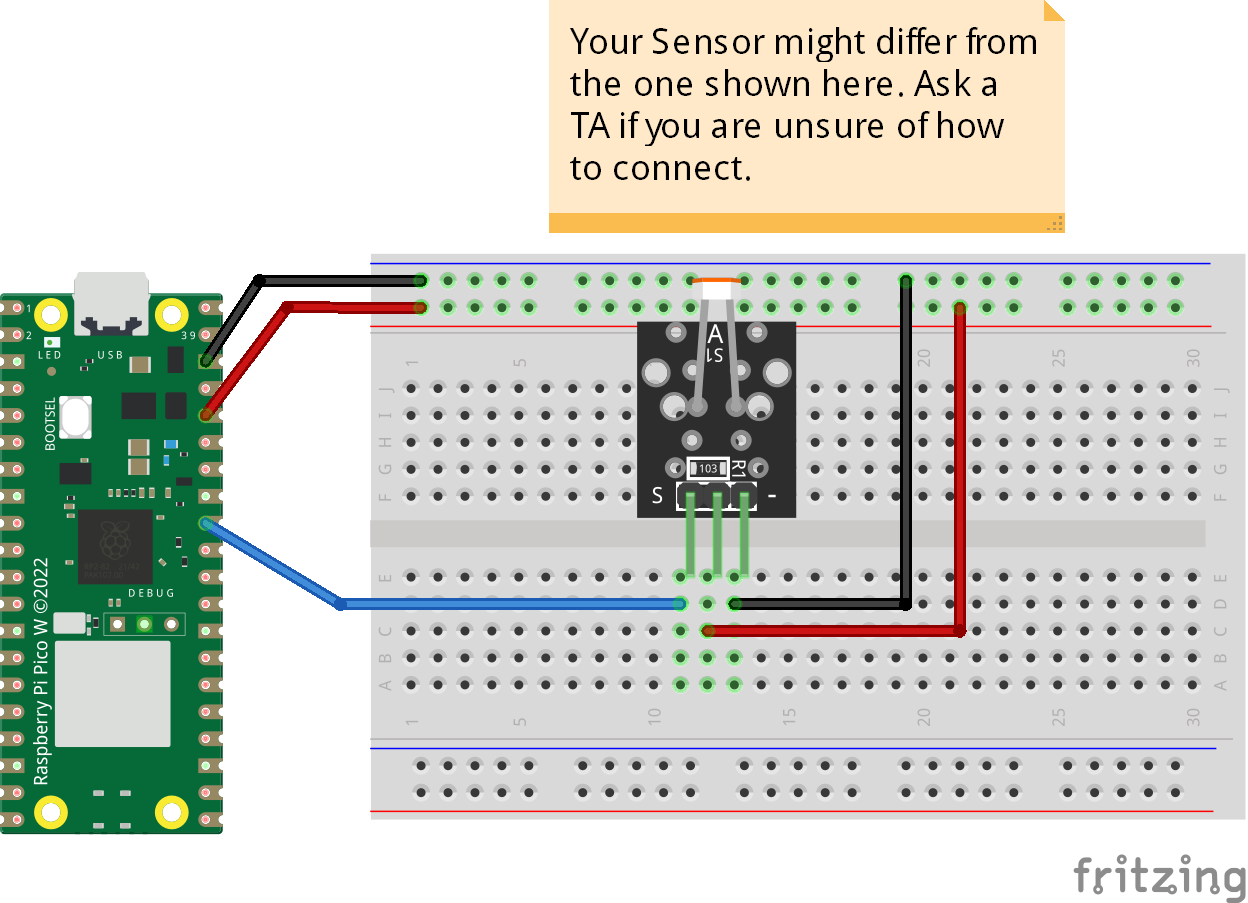 Your Sensor might differ from
the one shown here. Ask a
TA if you are unsure of how
to connect.
1
2
39
LED
USB
BOOTSEL
DEBUG
Raspberry Pi Pico W ©2022
1 5 20 25 30
J J
I I
H H
G G
F F
A
S1
103
R1
S -
E E
D D
C C
B B
A A
1 5 10 15 20 25 30
fritzing